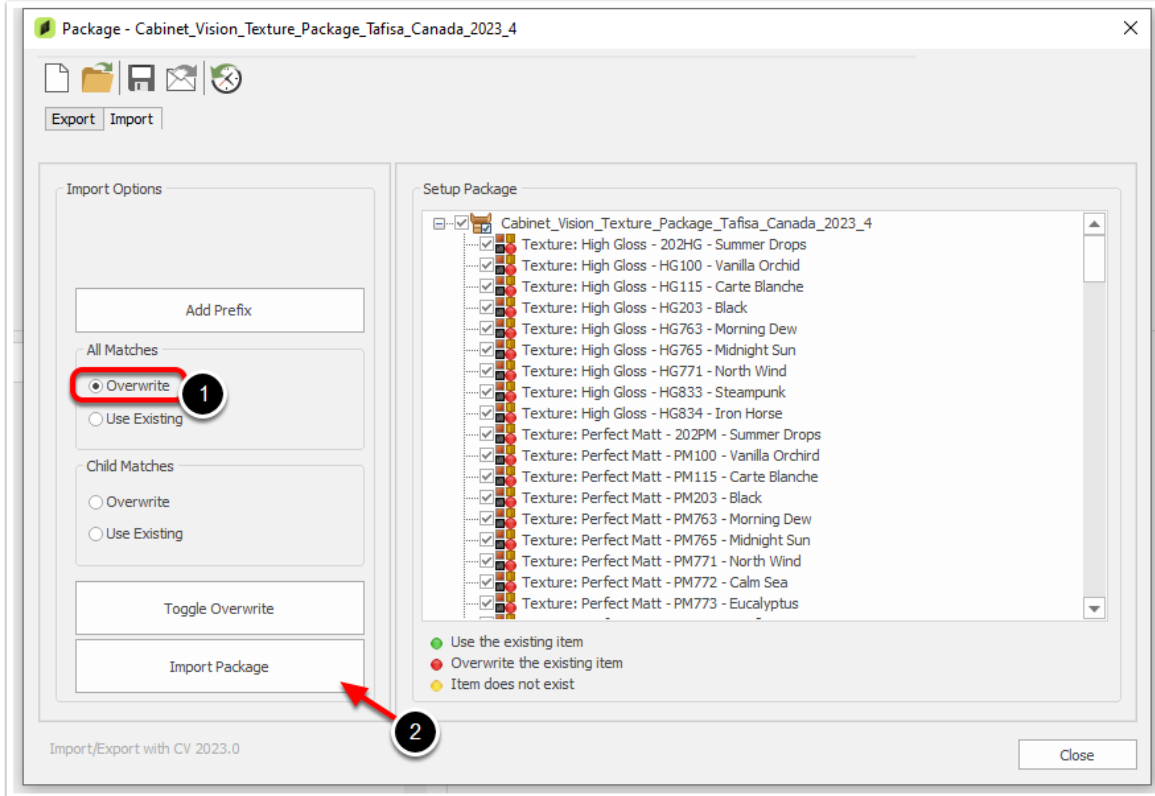 Package - Cabinet_Vision_Texture_Package_Tafisa_Canada_2023_4
Export Import
Import Options
Add Prefix
All Matches
Overwrite
1
Use Existing
Child Matches
Overwrite
Use Existing
Toggle Overwrite
Import Package
2
Setup Package
Cabinet_Vision_Texture_Package_Tafisa_Canada_2023_4
Texture: High Gloss - 202HG - Summer Drops
Texture: High Gloss - HG100 - Vanilla Orchid
Texture: High Gloss - HG115 - Carte Blanche
Texture: High Gloss - HG203 - Black
Texture: High Gloss - HG763 - Morning Dew
Texture: High Gloss - HG765 - Midnight Sun
Texture: High Gloss - HG771 - North Wind
Texture: High Gloss - HG833 - Steampunk
Texture: High Gloss - HG834 - Iron Horse
Texture: Perfect Matt - 202PM - Summer Drops
Texture: Perfect Matt - PM100 - Vanilla Orchird
Texture: Perfect Matt - PM115 - Carte Blanche
Texture: Perfect Matt - PM203 - Black
Texture: Perfect Matt - PM763 - Morning Dew
Texture: Perfect Matt - PM765 - Midnight Sun
Texture: Perfect Matt - PM771 - North Wind
Texture: Perfect Matt - PM772 - Calm Sea
Texture: Perfect Matt - PM773 - Eucalyptus
Use the existing item
Overwrite the existing item
Item does not exist
Import/Export with CV 2023.0
Close